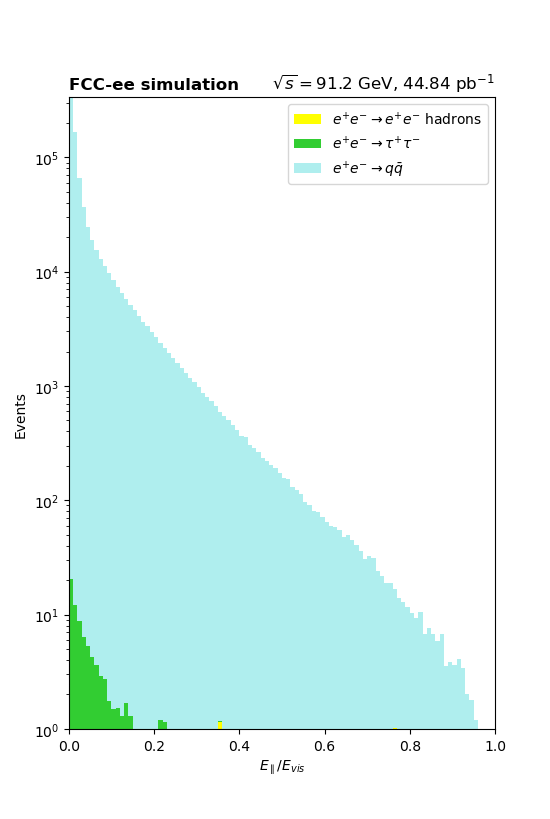 FCC-ee simulation √s = 91.2 GeV, 44.84 pb⁻¹
e⁺e⁻ → e⁺e⁻ hadrons
e⁺e⁻ → τ⁺τ⁻
e⁺e⁻ → qq̄
10⁵
10⁴
10³
10²
10¹
10⁰
Events
0.0 0.2 0.4 0.6 0.8 1.0
E∥/Eᵥᵢₛ